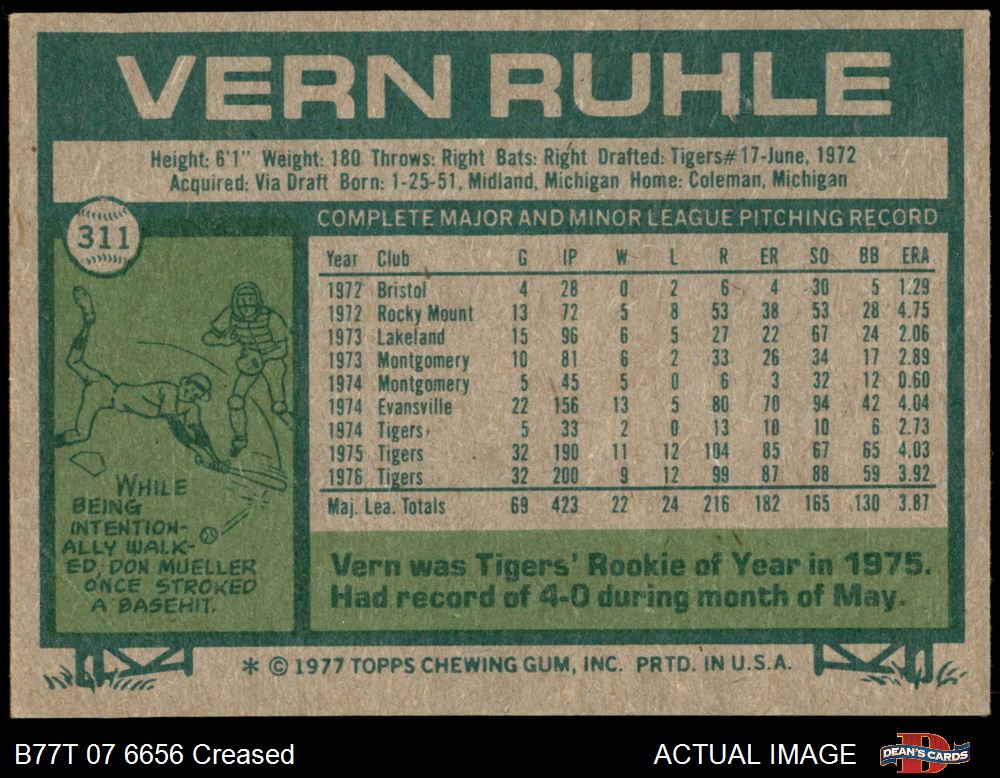 VERN RUHLE
Height: 6'1" Weight: 180 Throws: Right Bats: Right Drafted: Tigers#17-June, 1972
Acquired: Via Draft Born: 1-25-51, Midland, Michigan Home: Coleman, Michigan
311
COMPLETE MAJOR AND MINOR LEAGUE PITCHING RECORD
Year Club G IP W L R ER SO BB ERA
1972 Bristol 4 28 0 2 6 4 30 5 1.29
1972 Rocky Mount 13 72 5 8 53 38 53 28 4.75
1973 Lakeland 15 96 6 5 27 22 67 24 2.06
1973 Montgomery 10 81 6 2 33 26 34 17 2.89
1974 Montgomery 5 45 5 0 6 3 32 12 0.60
1974 Evansville 22 156 13 5 80 70 94 42 4.04
1974 Tigers 5 33 2 0 13 10 10 6 2.73
1975 Tigers 32 190 11 12 104 85 67 65 4.03
1976 Tigers 32 200 9 12 99 87 88 59 3.92
Maj. Lea. Totals 69 423 22 24 216 182 165 130 3.87
WHILE
BEING
INTENTION-
ALLY WALK-
ED, DON MUELLER
ONCE STROKED
A BASEHIT.
Vern was Tigers' Rookie of Year in 1975.
Had record of 4-0 during month of May.
* © 1977 TOPPS CHEWING GUM, INC. PRTD. IN U.S.A.
B77T 07 6656 Creased
ACTUAL IMAGE
DEAN'S CARDS